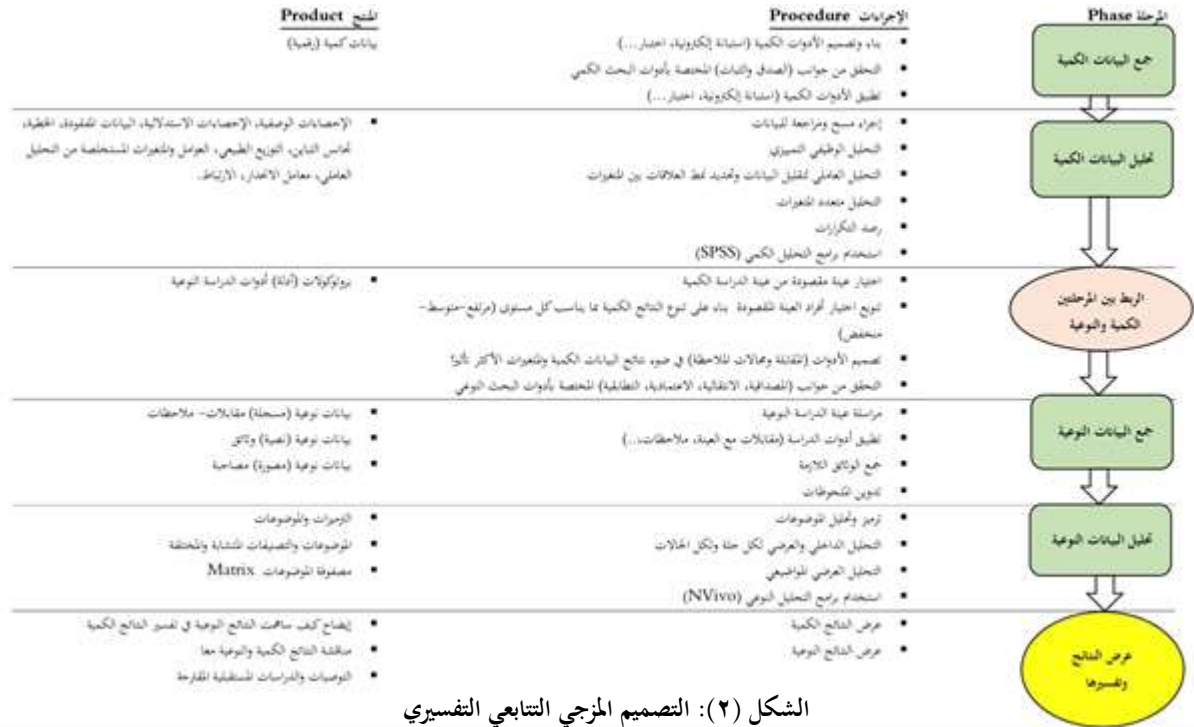 المرحلة Phase
الإجراءات Procedure
المنتج Product
جمع البيانات الكمية
▪ بناء وتصميم الأدوات الكمية (استبانة إلكترونية، اختبار...)
▪ التحقق من جوانب (الصدق والثبات) المختصة بأدوات البحث الكمي
▪ تطبيق الأدوات الكمية (استبانة إلكترونية، اختبار...)
بيانات كمية (رقمية)
تحليل البيانات الكمية
▪ إجراء مسح ومراجعة للبيانات
▪ التحليل الوظيفي التمييزي
▪ التحليل العاملي لتقليل البيانات وتحديد نمط العلاقات بين المتغيرات
▪ التحليل متعدد المتغيرات
▪ رصد التكرارات
▪ استخدام برامج التحليل الكمي (SPSS)
▪ الإحصاءات الوصفية، الإحصاءات الاستدلالية، البيانات المفقودة، الخطية،
تجانس التباين، التوزيع الطبيعي، العوامل والمتغيرات المستخلصة من التحليل
العاملي، معامل الانحدار، الارتباط.
الربط بين المرحلتين
الكمية والنوعية
▪ اختيار عينة مقصودة من عينة الدراسة الكمية
▪ تنويع اختيار أفراد العينة المقصودة بناء على تنوع النتائج الكمية بما يناسب كل مستوى (مرتفع-متوسط-
منخفض)
▪ تصميم الأدوات (المقابلة ومجالات الملاحظة) في ضوء نتائج البيانات الكمية والمتغيرات الأكثر تأثيرا
▪ التحقق من جوانب (المصداقية، الانتقالية، الاعتمادية، التطابقية) المختصة بأدوات البحث النوعي
▪ بروتوكولات (أدلة) أدوات الدراسة النوعية
جمع البيانات النوعية
▪ مراسلة عينة الدراسة النوعية
▪ تطبيق أدوات الدراسة (مقابلات مع العينة، ملاحظات،..)
▪ جمع الوثائق اللازمة
▪ تدوين الملحوظات
▪ بيانات نوعية (مسجلة) مقابلات- ملاحظات
▪ بيانات نوعية (نصية) وثائق
▪ بيانات نوعية (مصورة) مصاحبة
تحليل البيانات النوعية
▪ ترميز وتحليل الموضوعات
▪ التحليل الداخلي والعرضي لكل حلة ولكل الحالات
▪ التحليل العرضي المواضيعي
▪ استخدام برامج التحليل النوعي (NVivo)
▪ الترميزات والموضوعات
▪ الموضوعات والتصنيفات المتشابة والمختلفة
▪ مصفوفة الموضوعات Matrix
عرض النتائج
وتفسيرها
▪ عرض النتائج الكمية
▪ عرض النتائج النوعية
▪ إيضاح كيف ساهمت النتائج النوعية في تفسير النتائج الكمية
▪ مناقشة النتائج الكمية والنوعية معا
▪ التوصيات والدراسات المستقبلية المقترحة
الشكل (٢): التصميم المزجي التتابعي التفسيري